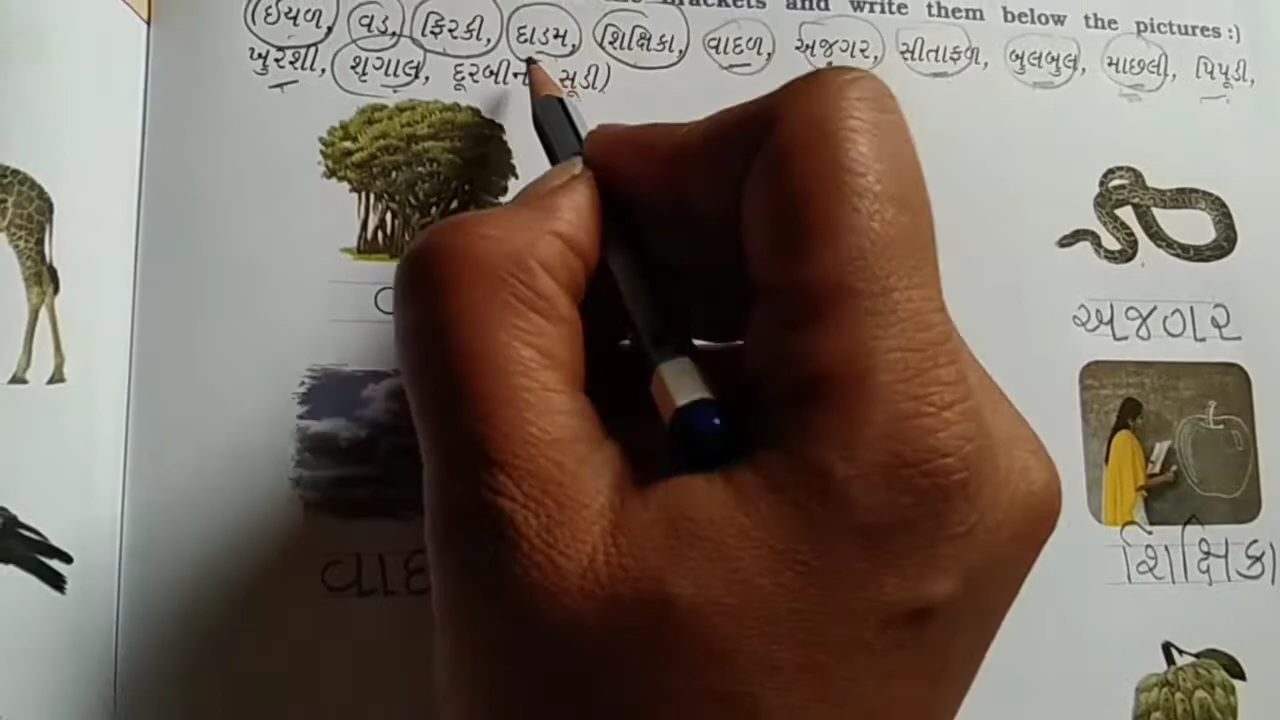 brackets and write them below the pictures :)
(ઈયળ, વડ, ફિરકી, દાડમ, શિક્ષિકા, વાદળ, અજગર, સીતાફળ, બુલબુલ, માછલી, પિપૂડી,
ખુરશી, શૃગાલ, દૂરબીન, સૂડી)
અજગર
શિક્ષિકા